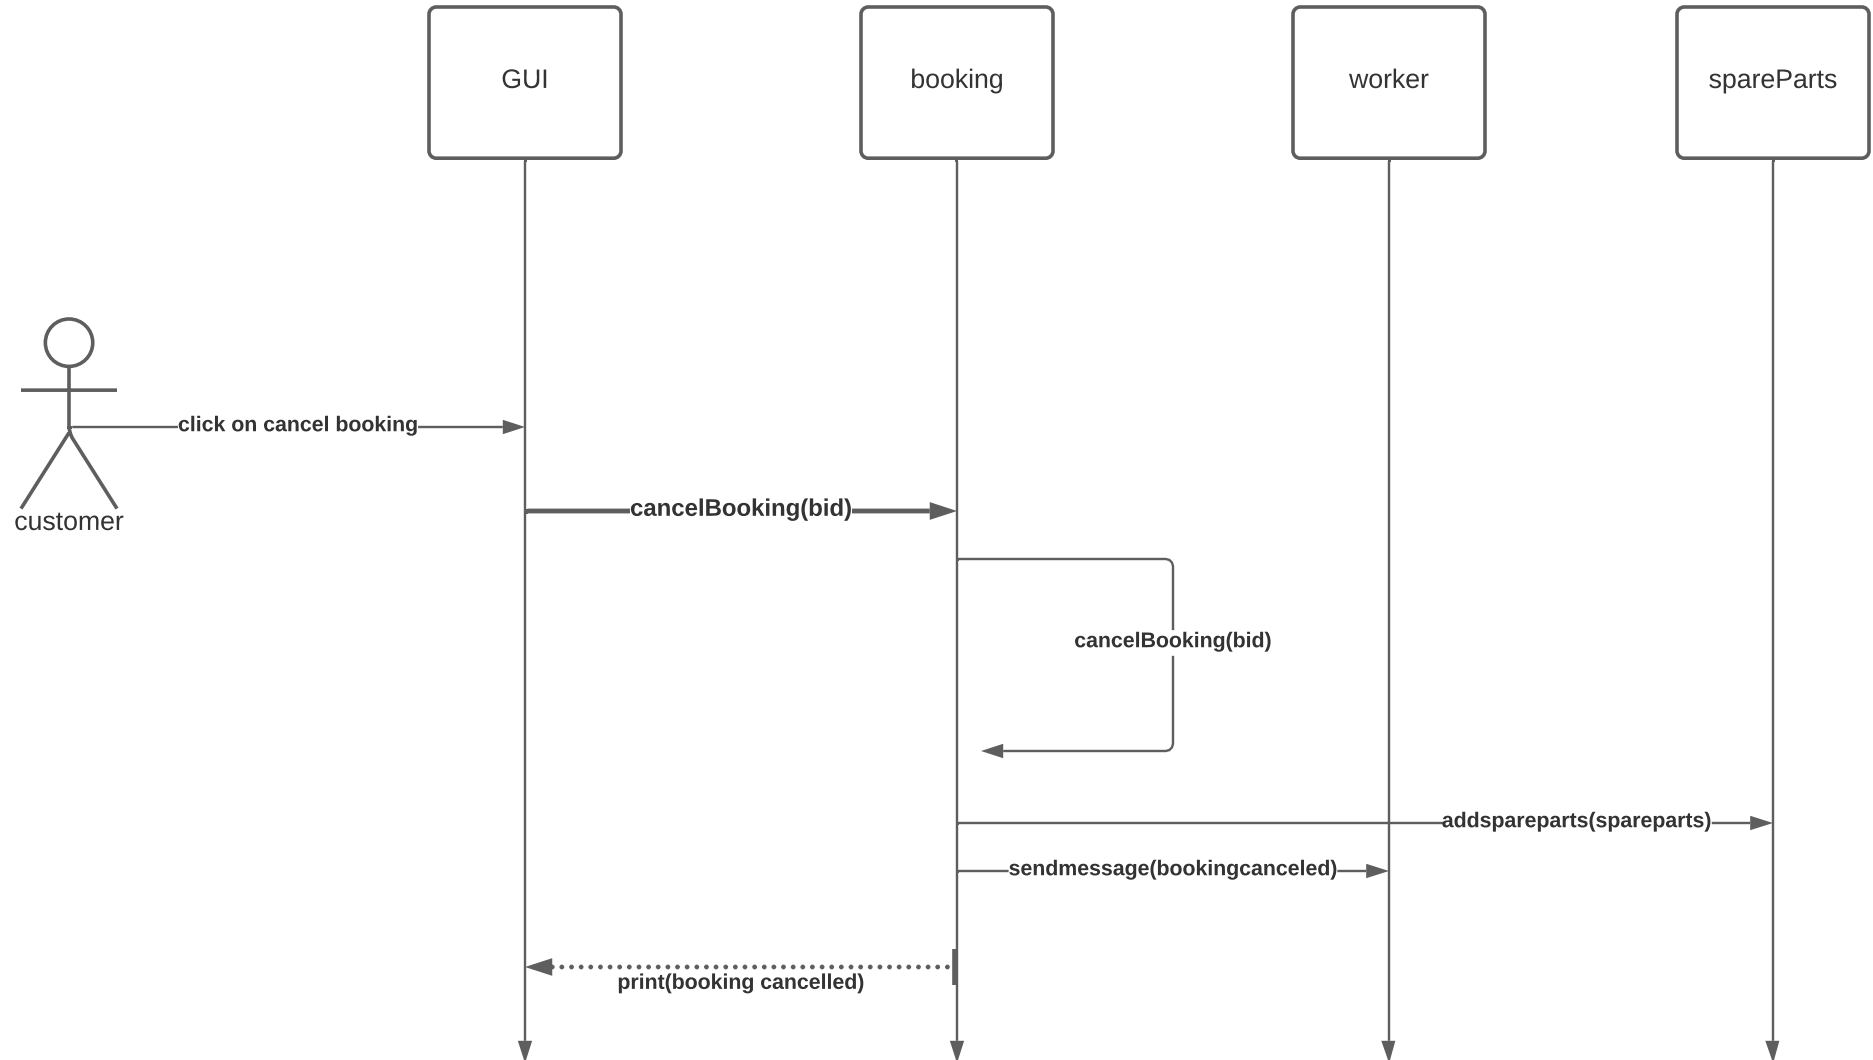 GUI
booking
worker
spareParts
click on cancel booking
customer
cancelBooking(bid)
cancelBooking(bid)
addspareparts(spareparts)
sendmessage(bookingcanceled)
print(booking cancelled)